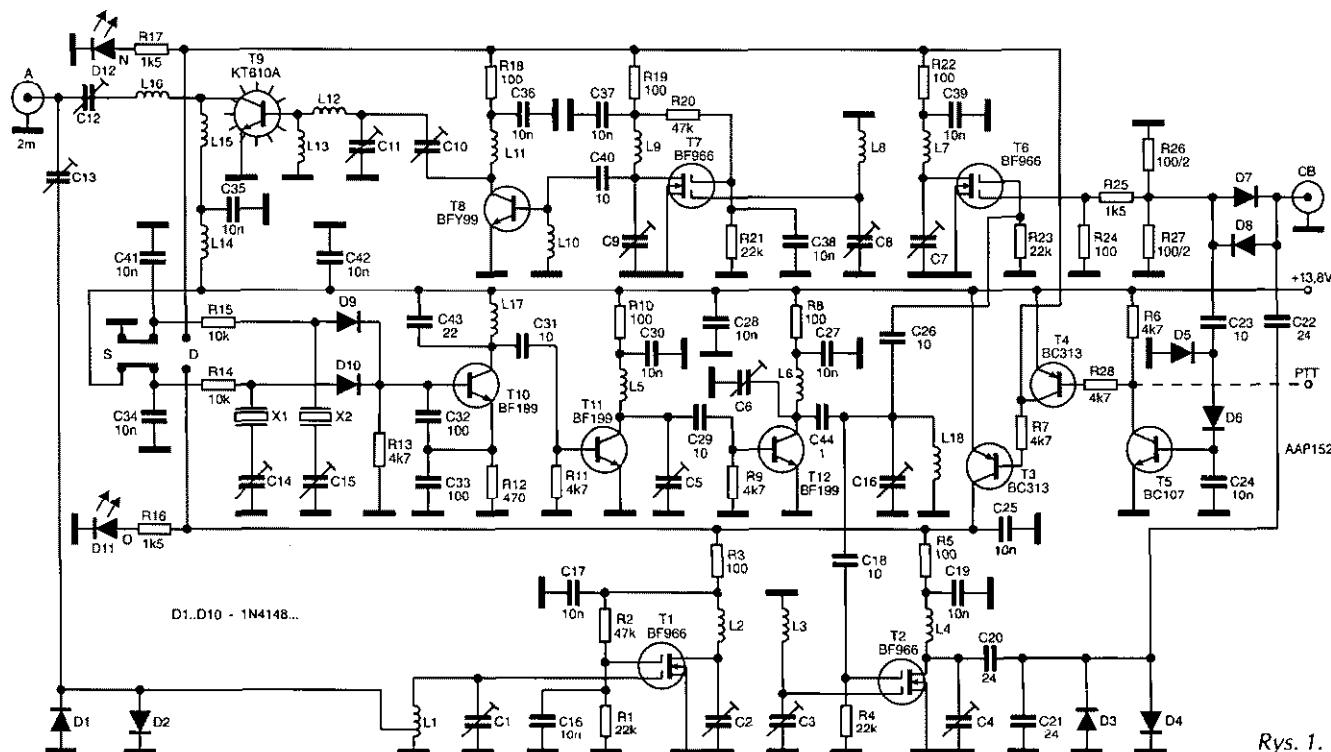 R17
1k5
D12
N
A
2m
C12
L16
T9
KT610A
L12
L15
L13
C11
C10
C13
C35
10n
L14
R18
100
C36
10n
C37
10n
L11
T8
BFY99
L10
C40
10
R19
100
R20
47k
L9
T7
BF966
C9
R21
22k
C38
10n
L8
C8
R22
100
C39
10n
L7
T6
BF966
C7
R23
22k
R24
100
R25
1k5
R26
100/2
R27
100/2
D7
D8
CB
+13,8V
C41
10n
C42
10n
S
D
R15
10k
R14
10k
D9
D10
C34
10n
X1
X2
C14
C15
R13
4k7
C43
22
L17
C31
10
T10
BF189
C32
100
C33
100
R12
470
R11
4k7
T11
BF199
R10
100
C30
10n
L5
C5
C28
10n
C29
10
R9
4k7
R8
100
C27
10n
L6
C6
C44
1
T12
BF199
C26
10
C16
L18
T3
BC313
T4
BC313
R7
4k7
R28
4k7
R6
4k7
D5
C23
10
C22
24
PTT
D6
T5
BC107
C24
10n
AAP152
D11
O
R16
1k5
C25
10n
C17
10n
R3
100
R2
47k
T1
BF966
L2
L3
C18
10
R5
100
C19
10n
L4
T2
BF966
C20
24
D1..D10 - 1N4148...
D1
D2
L1
C1
C16
10n
R1
22k
C2
C3
R4
22k
C4
C21
24
D3
D4
Rys. 1.